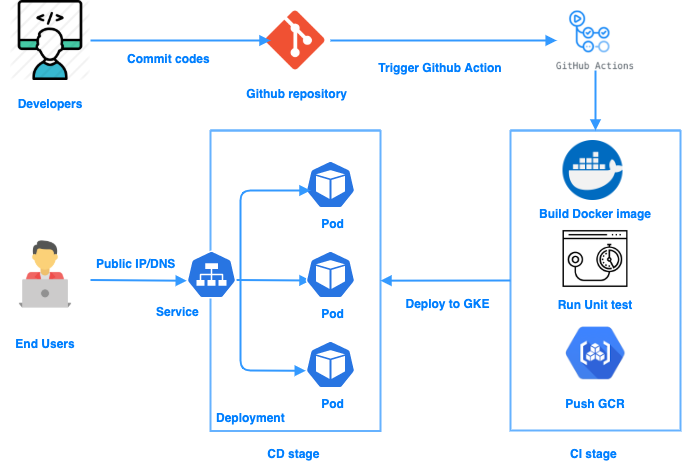 </>
Commit codes
Trigger Github Action
GitHub Actions
Developers
Github repository
Build Docker image
Pod
Public IP/DNS
Run Unit test
Service
Pod
Deploy to GKE
End Users
Pod
Push GCR
Deployment
CD stage
CI stage